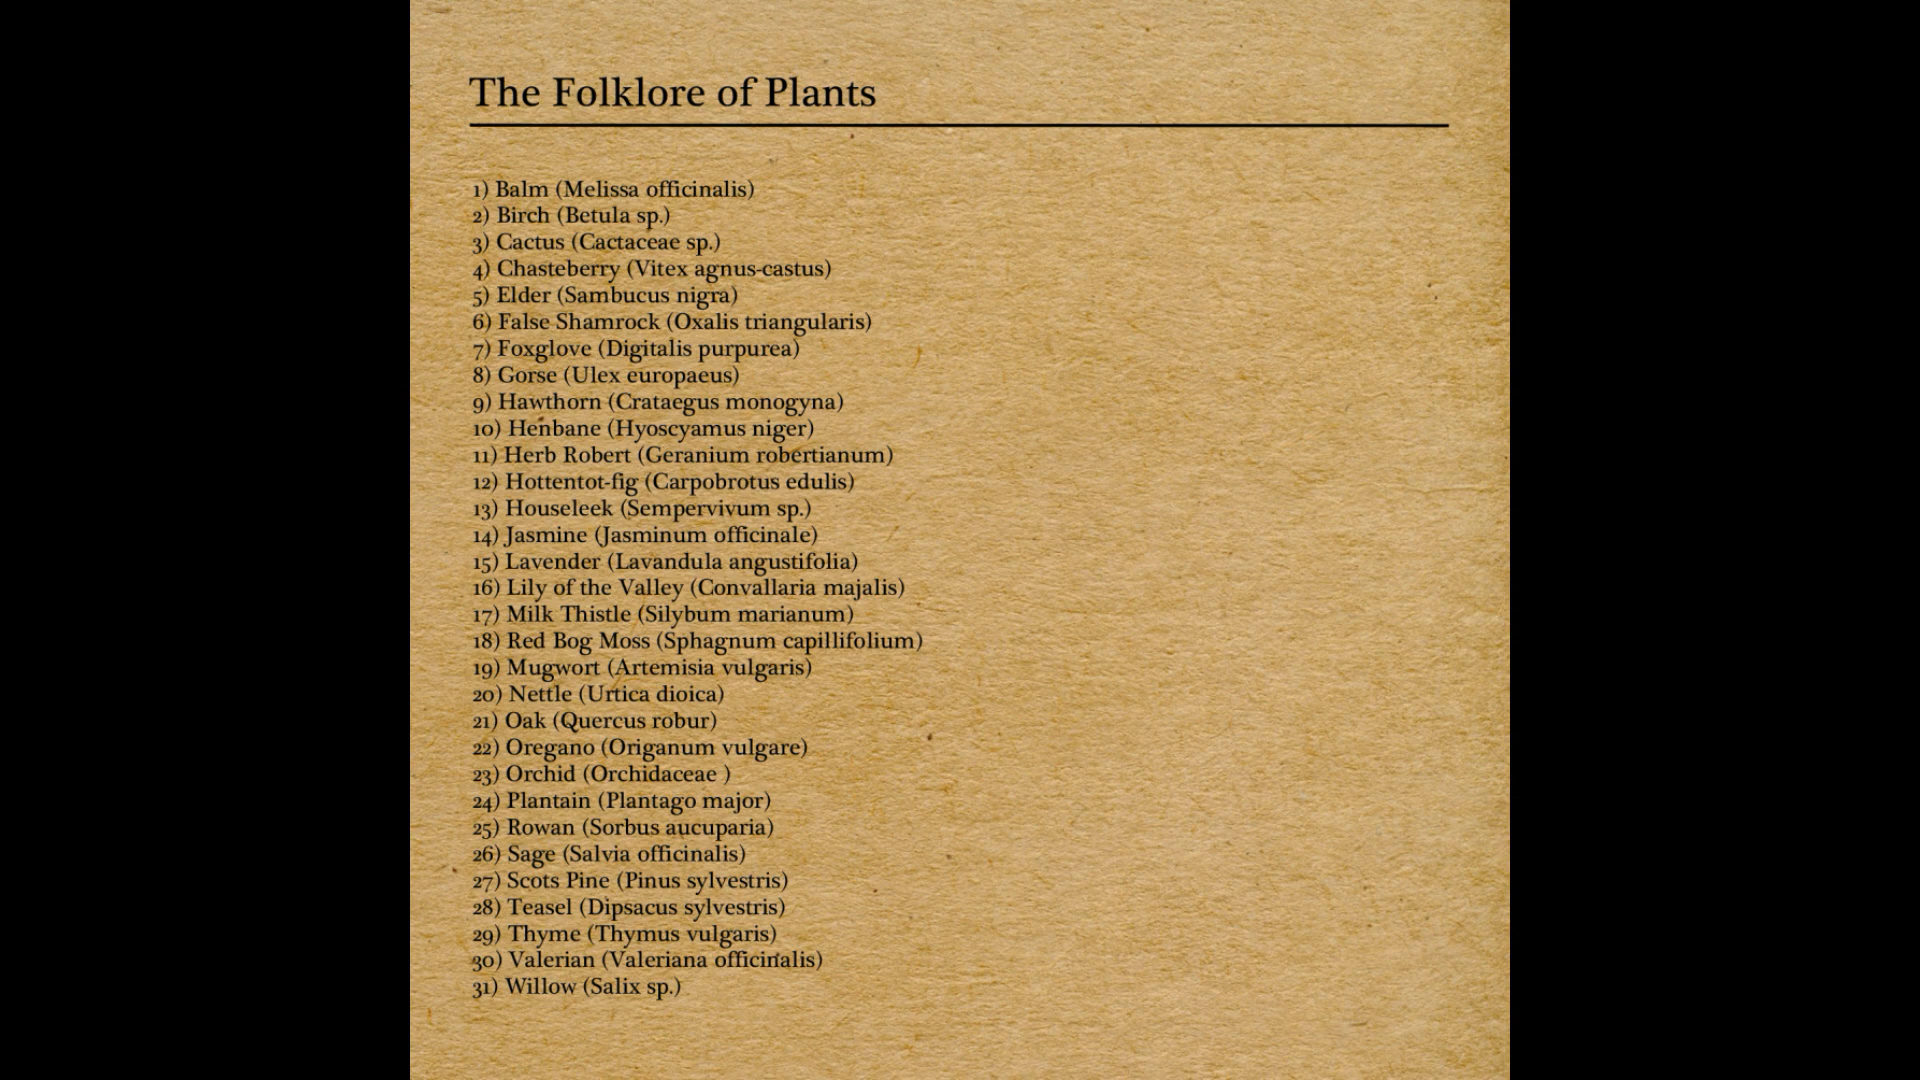 The Folklore of Plants
1) Balm (Melissa officinalis)
2) Birch (Betula sp.)
3) Cactus (Cactaceae sp.)
4) Chasteberry (Vitex agnus-castus)
5) Elder (Sambucus nigra)
6) False Shamrock (Oxalis triangularis)
7) Foxglove (Digitalis purpurea)
8) Gorse (Ulex europaeus)
9) Hawthorn (Crataegus monogyna)
10) Henbane (Hyoscyamus niger)
11) Herb Robert (Geranium robertianum)
12) Hottentot-fig (Carpobrotus edulis)
13) Houseleek (Sempervivum sp.)
14) Jasmine (Jasminum officinale)
15) Lavender (Lavandula angustifolia)
16) Lily of the Valley (Convallaria majalis)
17) Milk Thistle (Silybum marianum)
18) Red Bog Moss (Sphagnum capillifolium)
19) Mugwort (Artemisia vulgaris)
20) Nettle (Urtica dioica)
21) Oak (Quercus robur)
22) Oregano (Origanum vulgare)
23) Orchid (Orchidaceae )
24) Plantain (Plantago major)
25) Rowan (Sorbus aucuparia)
26) Sage (Salvia officinalis)
27) Scots Pine (Pinus sylvestris)
28) Teasel (Dipsacus sylvestris)
29) Thyme (Thymus vulgaris)
30) Valerian (Valeriana officinalis)
31) Willow (Salix sp.)